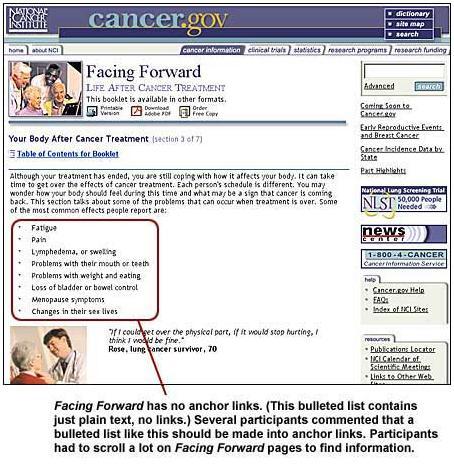 NATIONAL
CANCER
INSTITUTE
cancer.gov
dictionary
site map
search
home
about NCI
cancer information
clinical trials
statistics
research programs
research funding
Facing Forward
LIFE AFTER CANCER TREATMENT
This booklet is available in other formats.
Printable Version
Download Adobe PDF
Order Free Copy
Advanced
search
Your Body After Cancer Treatment (section 3 of 7)
Table of Contents for Booklet
Although your treatment has ended, you are still coping with how it affects your body. It can take
time to get over the effects of cancer treatment. Each person's schedule is different. You may
wonder how your body should feel during this time and what may be a sign that cancer is coming
back. This section talks about some of the problems that can occur when treatment is over. Some
of the most common effects people report are:
• Fatigue
• Pain
• Lymphedema, or swelling
• Problems with their mouth or teeth
• Problems with weight and eating
• Loss of bladder or bowel control
• Menopause symptoms
• Changes in their sex lives
"If I could get over the physical part, if it would stop hurting, I
think I would be fine."
Rose, lung cancer survivor, 70
Coming Soon to
Cancer.gov
Early Reproductive Events
and Breast Cancer
Cancer Incidence Data by
State
Past Highlights
National Lung Screening Trial
NLST
50,000 People
Needed
news
center
1-800-4-CANCER
Cancer Information Service
help
• Cancer.gov Help
• FAQs
• Index of NCI Sites
resources
• Publications Locator
• NCI Calendar of
Scientific Meetings
• Links to Other Web
Sites
Facing Forward has no anchor links. (This bulleted list contains
just plain text, no links.) Several participants commented that a
bulleted list like this should be made into anchor links. Participants
had to scroll a lot on Facing Forward pages to find information.